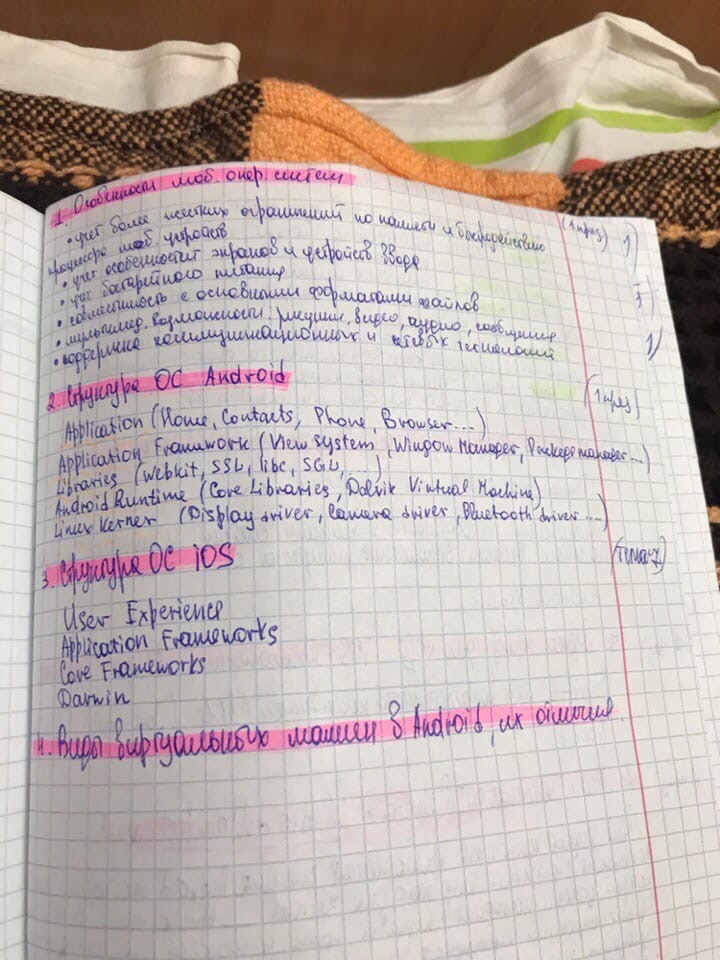 1. Особенности моб. опер. систем
• учет более жестких ограничений по памяти и быстродействию (1 през) 1)
процессора моб. устройств
• учет особенностей экранов и устройств ввода
• учет батарейного питания
• совместимость с основными форматами файлов
• мультимед. возможности: рисунки, видео, аудио, сообщения
• поддержка коммуникационных и сетевых технологий
2. Структура ОС Android (1 през)
Application (Home, Contacts, Phone, Browser...)
Application Framework (View System, Window Manager, Package manager...)
Libraries (Webkit, SSL, libc, SGL, ...)
Android Runtime (Core Libraries, Dalvik Virtual Machine)
Linux Kernel (Display driver, Camera driver, Bluetooth driver ...)
3. Структура ОС iOS (тема 7)
User Experience
Application Frameworks
Core Frameworks
Darwin
4. Виды виртуальных машин в Android, их отличия.